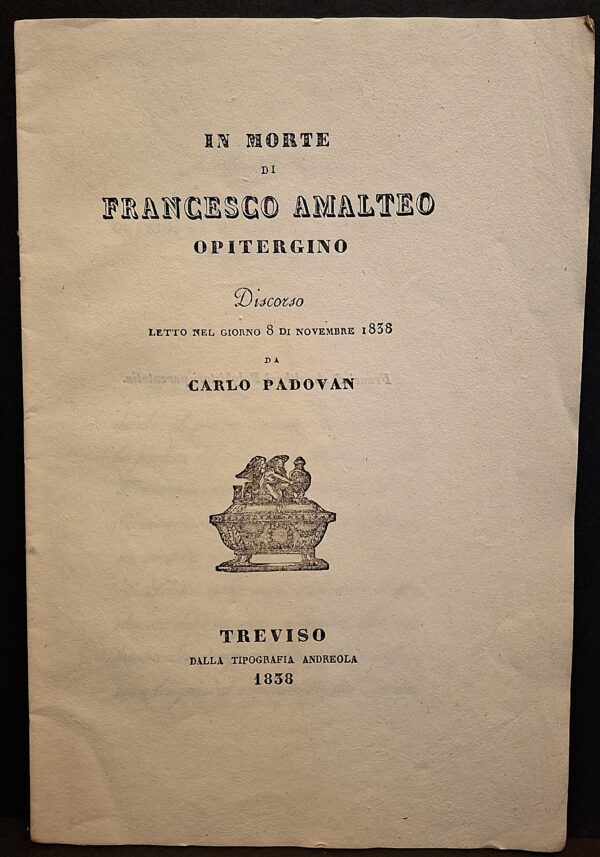 IN MORTE
DI
FRANCESCO AMALTEO
OPITERGINO
Discorso
LETTO NEL GIORNO 8 DI NOVEMBRE 1838
DA
CARLO PADOVAN
TREVISO
DALLA TIPOGRAFIA ANDREOLA
1838